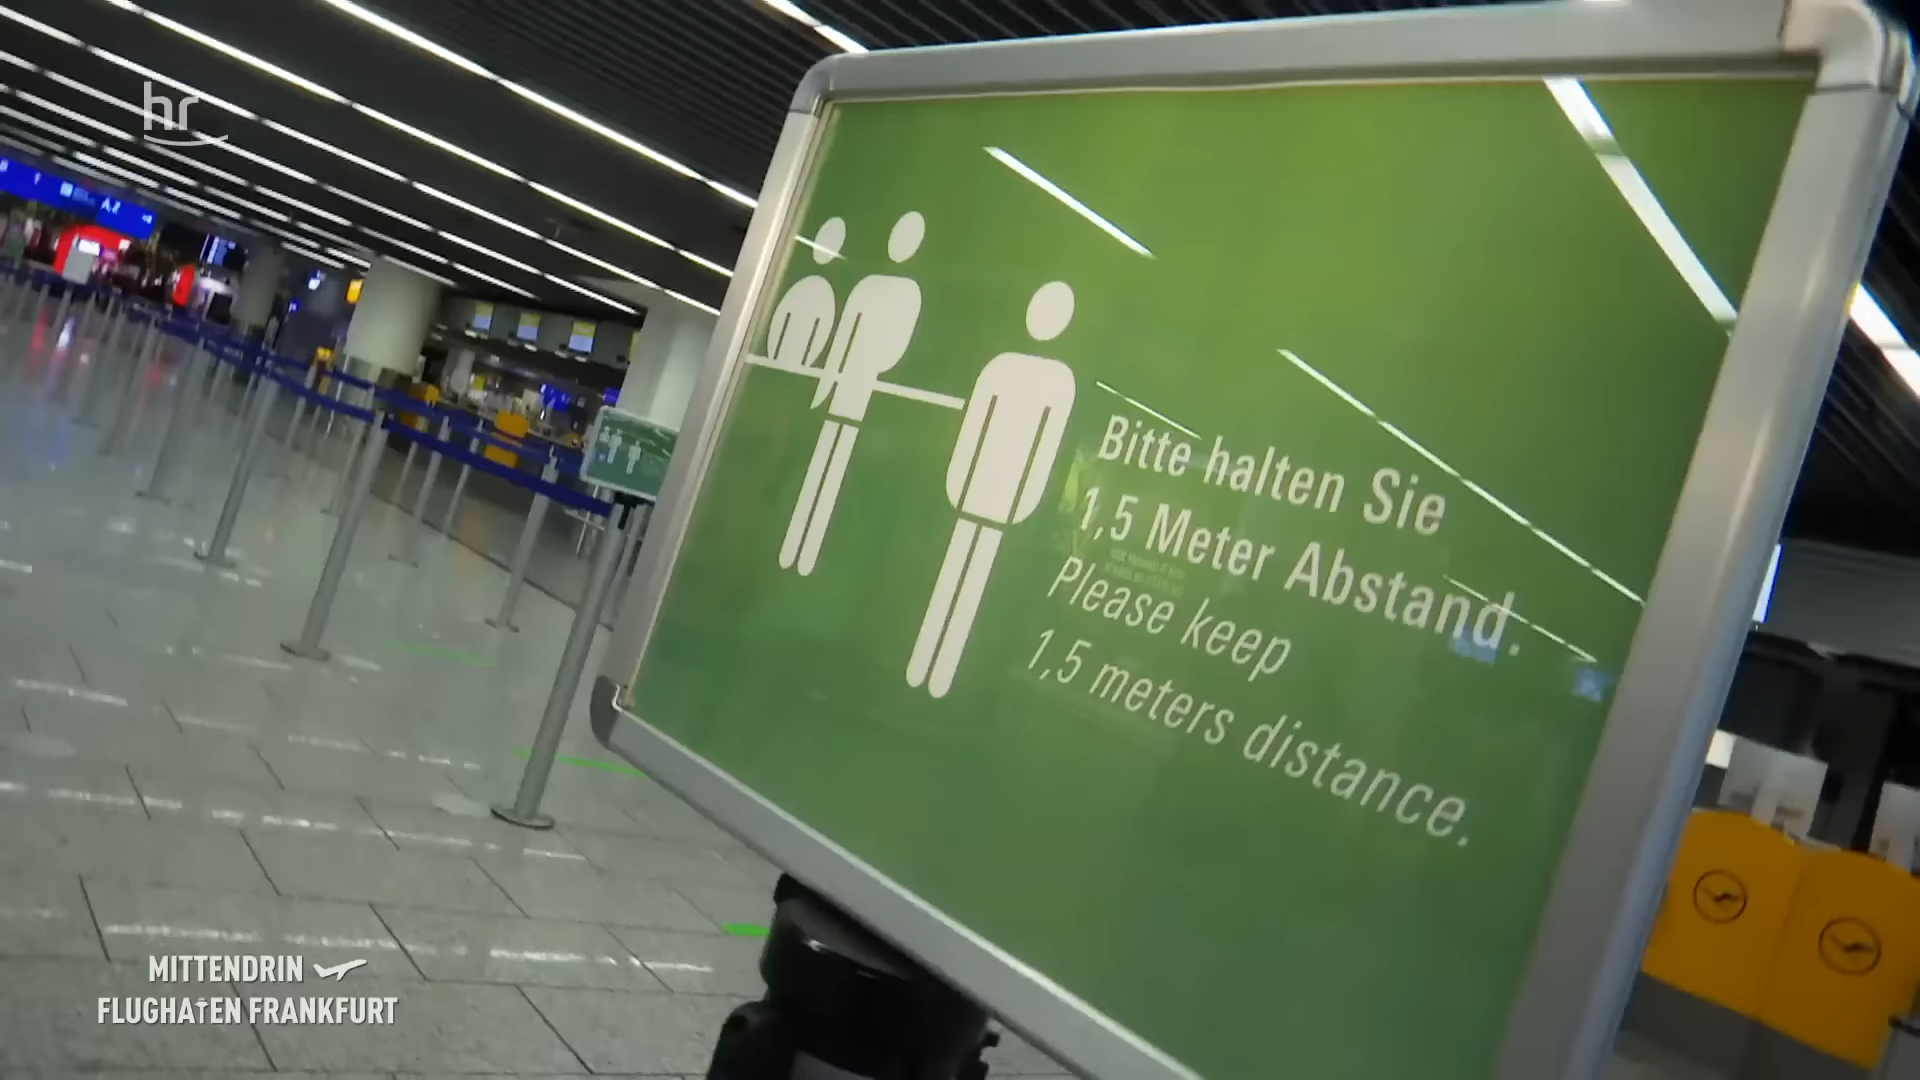 hr
A-Z
Bitte halten Sie
1,5 Meter Abstand.
Please keep
1,5 meters distance.
MITTENDRIN
FLUGHAFEN FRANKFURT